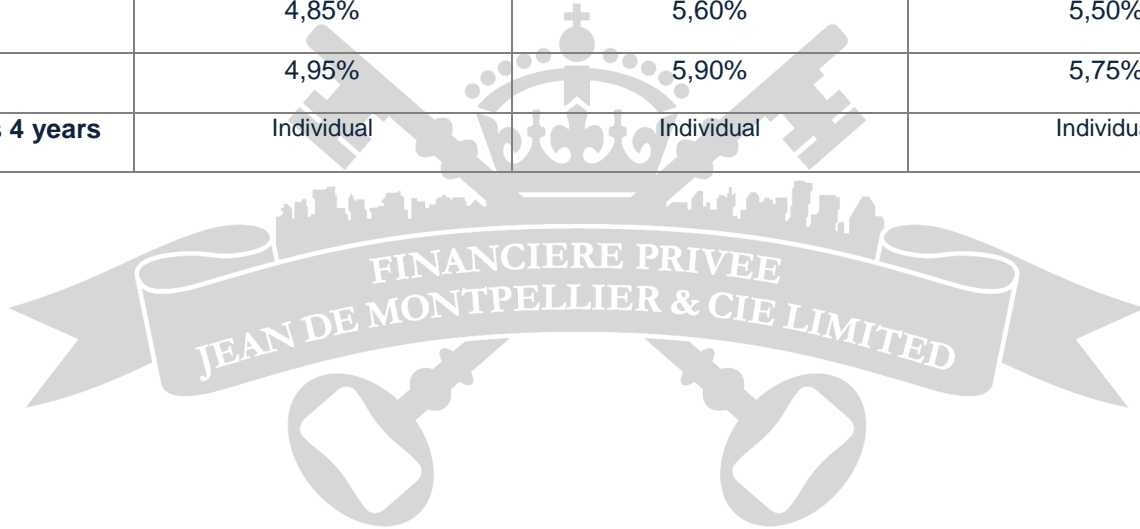 4,85% 5,60% 5,50%
4,95% 5,90% 5,75%
4 years Individual Individual
FINANCIERE PRIVEE
JEAN DE MONTPELLIER & CIE LIMITED